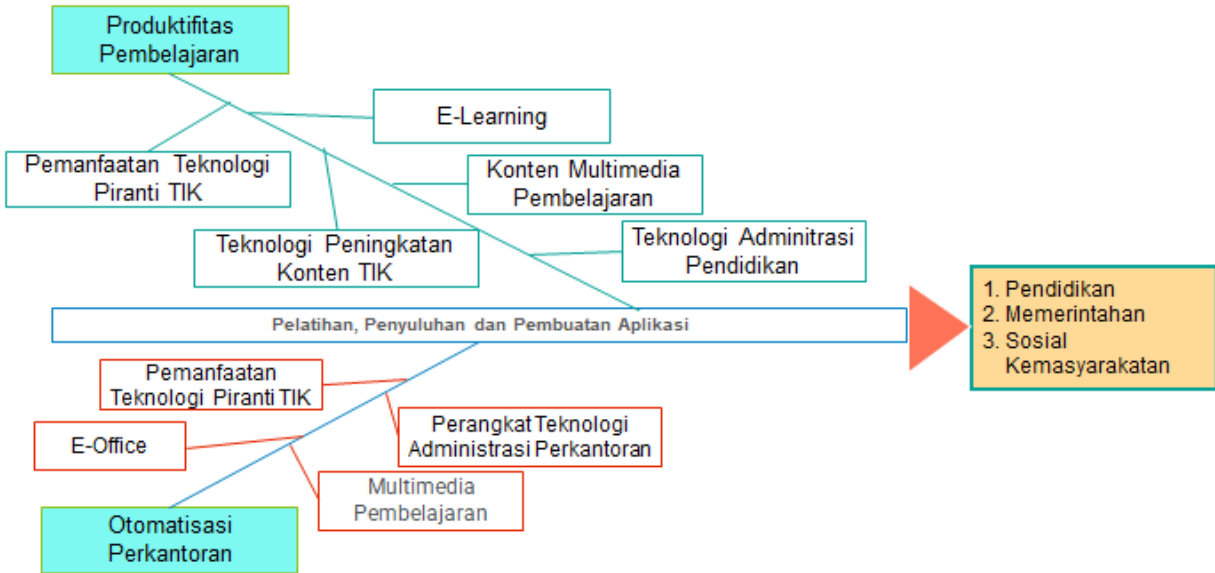 Produktifitas
Pembelajaran
E-Learning
Pemanfaatan Teknologi
Piranti TIK
Konten Multimedia
Pembelajaran
Teknologi Peningkatan
Konten TIK
Teknologi Adminitrasi
Pendidikan
Pelatihan, Penyuluhan dan Pembuatan Aplikasi
1. Pendidikan
2. Memerintahan
3. Sosial
Kemasyarakatan
Pemanfaatan
Teknologi Piranti TIK
Perangkat Teknologi
Administrasi Perkantoran
E-Office
Multimedia
Pembelajaran
Otomatisasi
Perkantoran